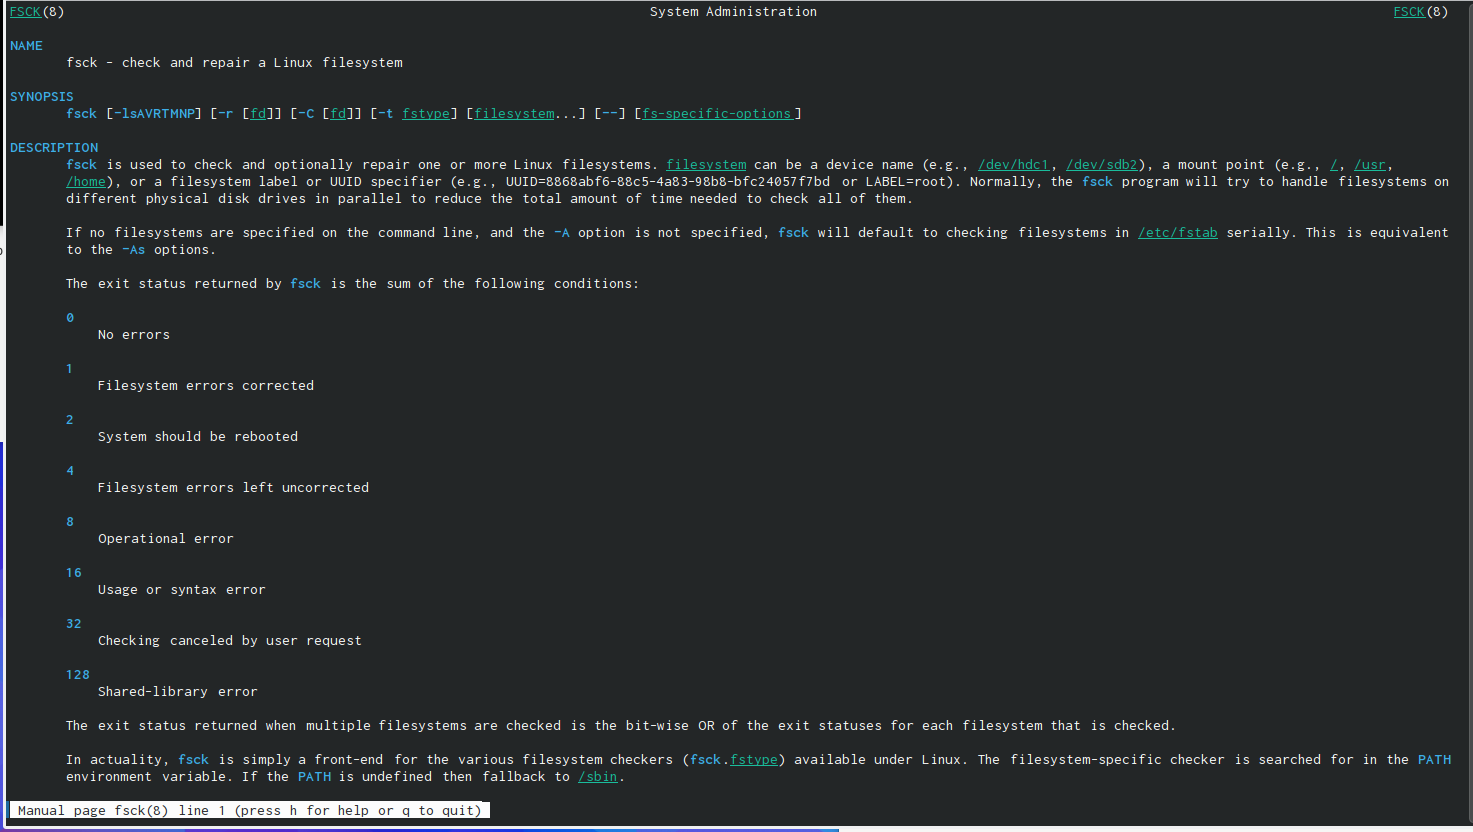 FSCK(8) System Administration FSCK(8)
NAME
fsck - check and repair a Linux filesystem
SYNOPSIS
fsck [-lsAVRTMNP] [-r [fd]] [-C [fd]] [-t fstype] [filesystem...] [--] [fs-specific-options]
DESCRIPTION
fsck is used to check and optionally repair one or more Linux filesystems. filesystem can be a device name (e.g., /dev/hdc1, /dev/sdb2), a mount point (e.g., /, /usr,
/home), or a filesystem label or UUID specifier (e.g., UUID=8868abf6-88c5-4a83-98b8-bfc24057f7bd or LABEL=root). Normally, the fsck program will try to handle filesystems on
different physical disk drives in parallel to reduce the total amount of time needed to check all of them.
If no filesystems are specified on the command line, and the -A option is not specified, fsck will default to checking filesystems in /etc/fstab serially. This is equivalent
to the -As options.
The exit status returned by fsck is the sum of the following conditions:
0
No errors
1
Filesystem errors corrected
2
System should be rebooted
4
Filesystem errors left uncorrected
8
Operational error
16
Usage or syntax error
32
Checking canceled by user request
128
Shared-library error
The exit status returned when multiple filesystems are checked is the bit-wise OR of the exit statuses for each filesystem that is checked.
In actuality, fsck is simply a front-end for the various filesystem checkers (fsck.fstype) available under Linux. The filesystem-specific checker is searched for in the PATH
environment variable. If the PATH is undefined then fallback to /sbin.
Manual page fsck(8) line 1 (press h for help or q to quit)